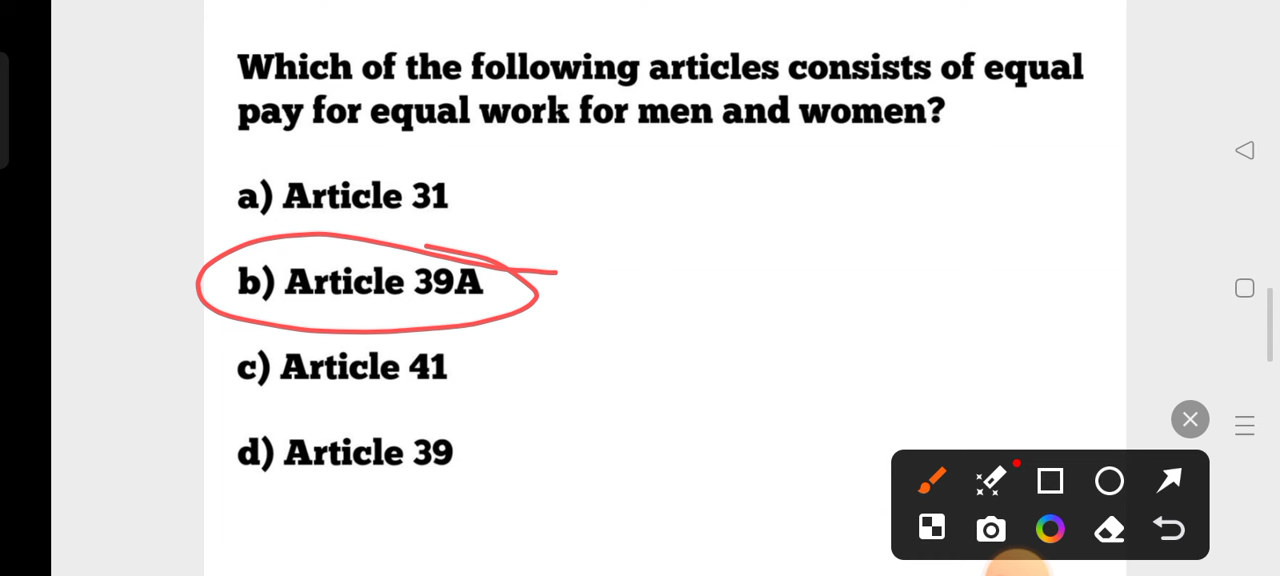 Which of the following articles consists of equal
pay for equal work for men and women?
a) Article 31
b) Article 39A
c) Article 41
d) Article 39